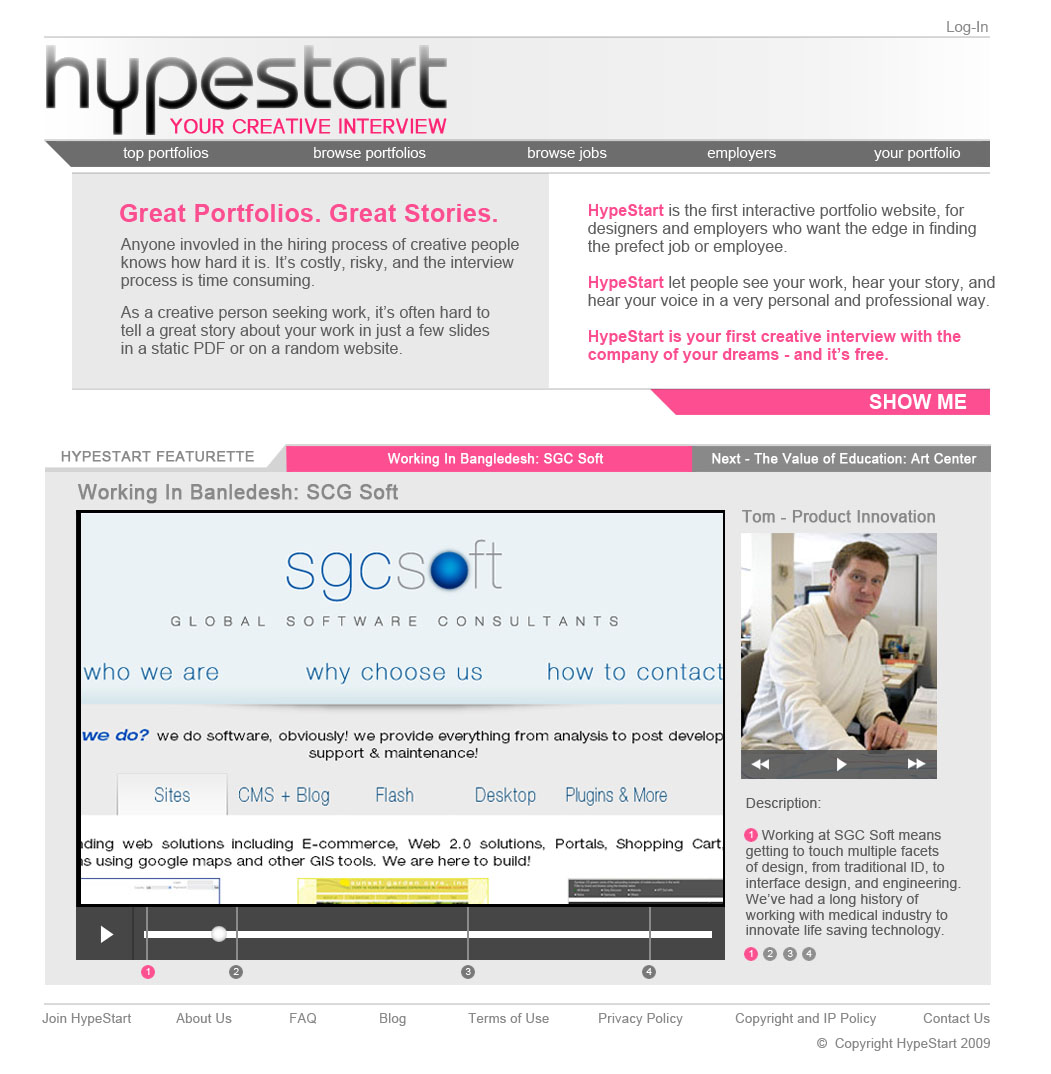 Log-In
hypestart
YOUR CREATIVE INTERVIEW
top portfolios browse portfolios browse jobs employers your portfolio
Great Portfolios. Great Stories.
Anyone invovled in the hiring process of creative people
knows how hard it is. It's costly, risky, and the interview
process is time consuming.
As a creative person seeking work, it's often hard to
tell a great story about your work in just a few slides
in a static PDF or on a random website.
HypeStart is the first interactive portfolio website, for
designers and employers who want the edge in finding
the prefect job or employee.
HypeStart let people see your work, hear your story, and
hear your voice in a very personal and professional way.
HypeStart is your first creative interview with the
company of your dreams - and it's free.
SHOW ME
HYPESTART FEATURETTE
Working In Bangledesh: SGC Soft
Next - The Value of Education: Art Center
Working In Banledesh: SCG Soft
sgcsoft
GLOBAL SOFTWARE CONSULTANTS
who we are why choose us how to contact
we do? we do software, obviously! we provide everything from analysis to post develop
support & maintenance!
Sites CMS + Blog Flash Desktop Plugins & More
ding web solutions including E-commerce, Web 2.0 solutions, Portals, Shopping Cart,
s using google maps and other GIS tools. We are here to build!
sunset garden care, inc
1 2 3 4
Tom - Product Innovation
Description:
1 Working at SGC Soft means
getting to touch multiple facets
of design, from traditional ID, to
interface design, and engineering.
We've had a long history of
working with medical industry to
innovate life saving technology.
1 2 3 4
Join HypeStart About Us FAQ Blog Terms of Use Privacy Policy Copyright and IP Policy Contact Us
© Copyright HypeStart 2009